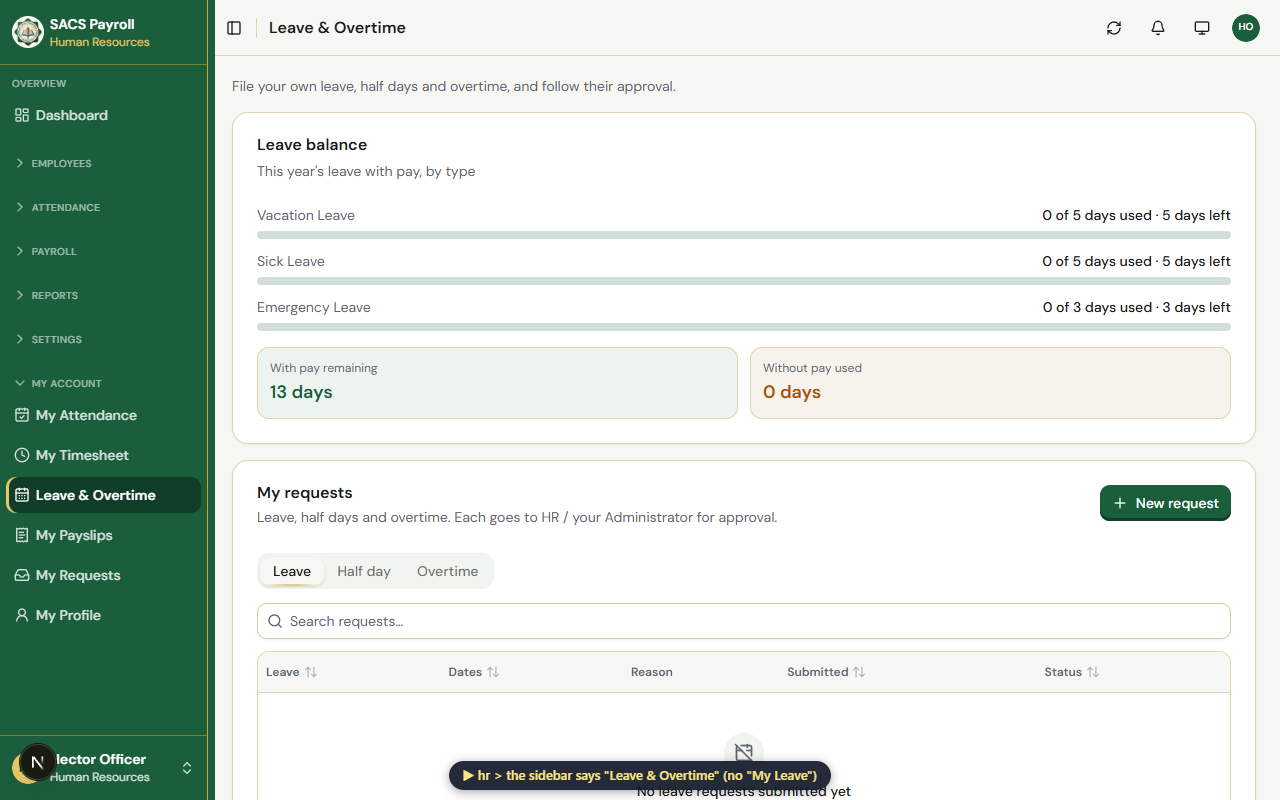 SACS Payroll
Human Resources
OVERVIEW
Dashboard
EMPLOYEES
ATTENDANCE
PAYROLL
REPORTS
SETTINGS
MY ACCOUNT
My Attendance
My Timesheet
Leave & Overtime
My Payslips
My Requests
My Profile
N
lector Officer
Human Resources
Leave & Overtime
HO
File your own leave, half days and overtime, and follow their approval.
Leave balance
This year's leave with pay, by type
Vacation Leave 0 of 5 days used · 5 days left
Sick Leave 0 of 5 days used · 5 days left
Emergency Leave 0 of 3 days used · 3 days left
With pay remaining
13 days
Without pay used
0 days
My requests
Leave, half days and overtime. Each goes to HR / your Administrator for approval.
New request
Leave Half day Overtime
Search requests...
Leave Dates Reason Submitted Status
▶ hr > the sidebar says "Leave & Overtime" (no "My Leave")
No leave requests submitted yet